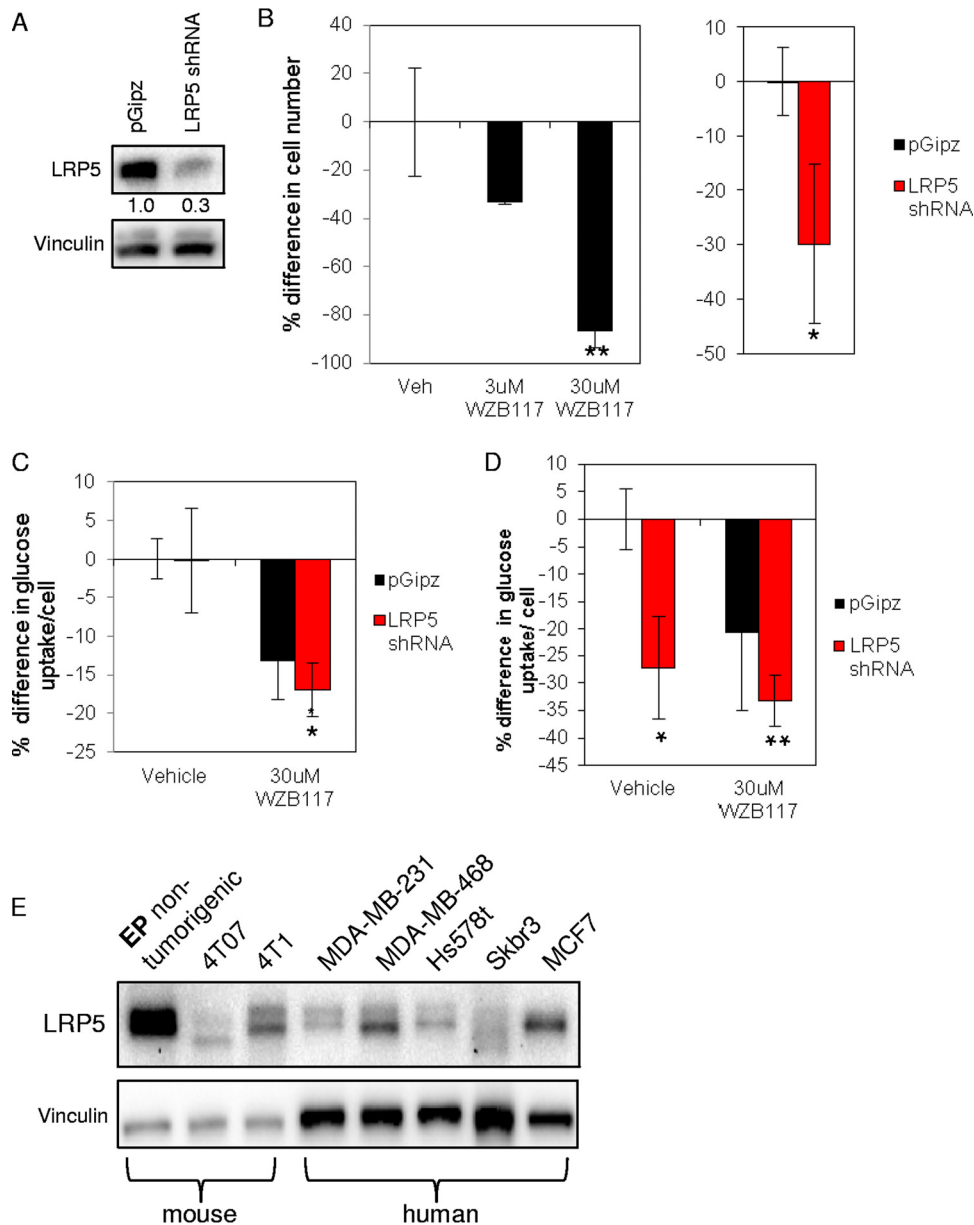 A
pGipz
LRP5 shRNA
LRP5
1.0 0.3
Vinculin
B
% difference in cell number
40
20
0
-20
-40
-60
-80
-100
**
Veh
3uM
WZB117
30uM
WZB117
10
0
-10
-20
-30
-40
-50
*
pGipz
LRP5
shRNA
C
% difference in glucose
uptake/cell
10
5
0
-5
-10
-15
-20
-25
*
*
Vehicle
30uM
WZB117
pGipz
LRP5
shRNA
D
% difference in glucose
uptake/ cell
10
5
0
-5
-10
-15
-20
-25
-30
-35
-40
-45
*
**
Vehicle
30uM
WZB117
pGipz
LRP5
shRNA
E
EP non-
tumorigenic
4T07
4T1
MDA-MB-231
MDA-MB-468
Hs578t
Skbr3
MCF7
LRP5
Vinculin
mouse
human